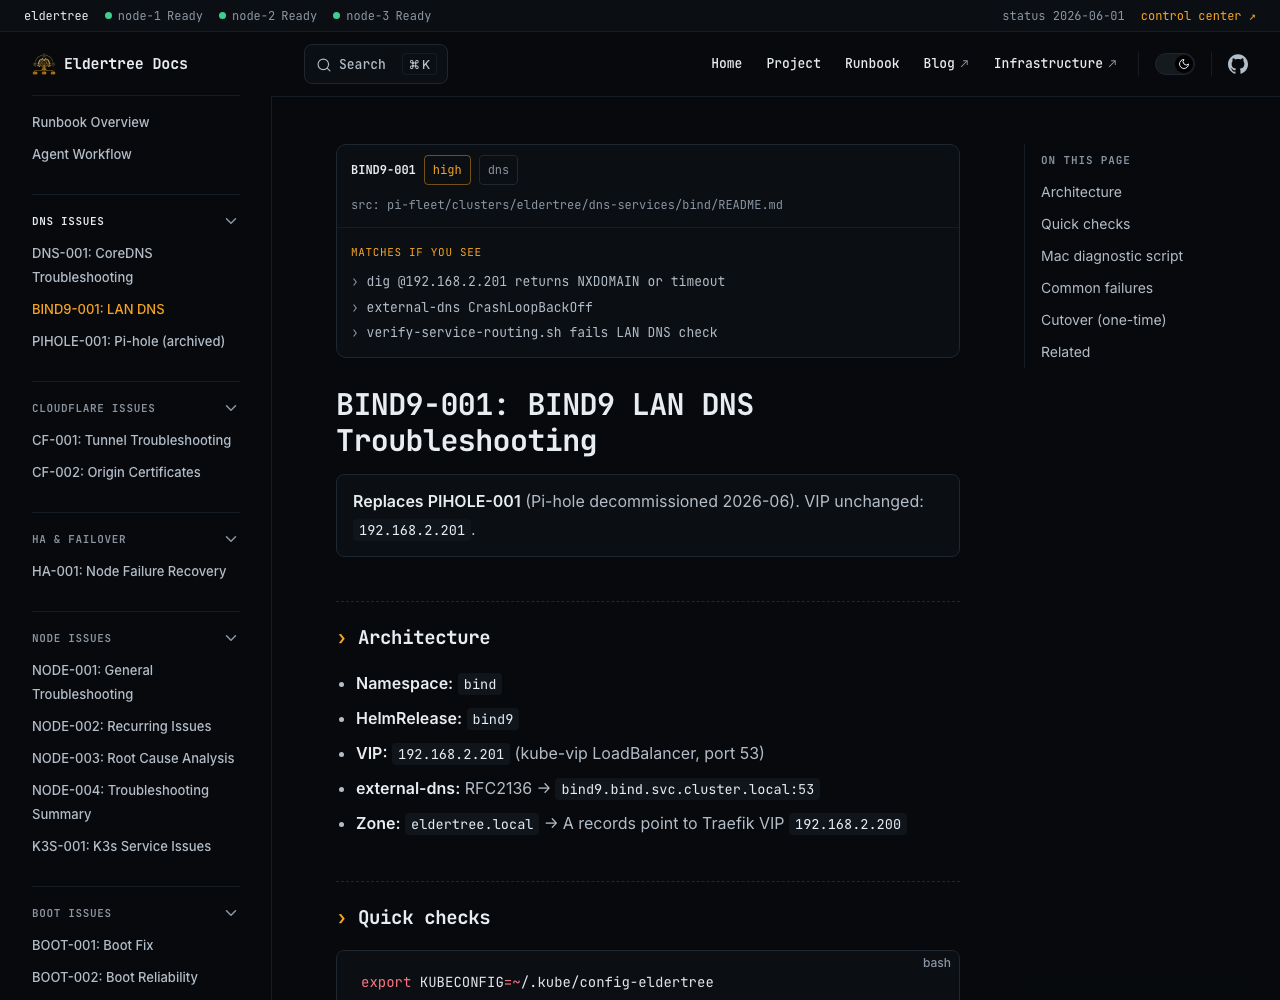 eldertree node-1 Ready node-2 Ready node-3 Ready status 2026-06-01 control center ↗
Eldertree Docs
Search ⌘ K
Home Project Runbook Blog ↗ Infrastructure ↗
Runbook Overview
Agent Workflow
DNS ISSUES
DNS-001: CoreDNS
Troubleshooting
BIND9-001: LAN DNS
PIHOLE-001: Pi-hole (archived)
CLOUDFLARE ISSUES
CF-001: Tunnel Troubleshooting
CF-002: Origin Certificates
HA & FAILOVER
HA-001: Node Failure Recovery
NODE ISSUES
NODE-001: General
Troubleshooting
NODE-002: Recurring Issues
NODE-003: Root Cause Analysis
NODE-004: Troubleshooting
Summary
K3S-001: K3s Service Issues
BOOT ISSUES
BOOT-001: Boot Fix
BOOT-002: Boot Reliability
BIND9-001 high dns
src: pi-fleet/clusters/eldertree/dns-services/bind/README.md
MATCHES IF YOU SEE
› dig @192.168.2.201 returns NXDOMAIN or timeout
› external-dns CrashLoopBackOff
› verify-service-routing.sh fails LAN DNS check
BIND9-001: BIND9 LAN DNS
Troubleshooting
Replaces PIHOLE-001 (Pi-hole decommissioned 2026-06). VIP unchanged:
192.168.2.201.
› Architecture
• Namespace: bind
• HelmRelease: bind9
• VIP: 192.168.2.201 (kube-vip LoadBalancer, port 53)
• external-dns: RFC2136 → bind9.bind.svc.cluster.local:53
• Zone: eldertree.local → A records point to Traefik VIP 192.168.2.200
› Quick checks
bash
export KUBECONFIG=~/.kube/config-eldertree
ON THIS PAGE
Architecture
Quick checks
Mac diagnostic script
Common failures
Cutover (one-time)
Related